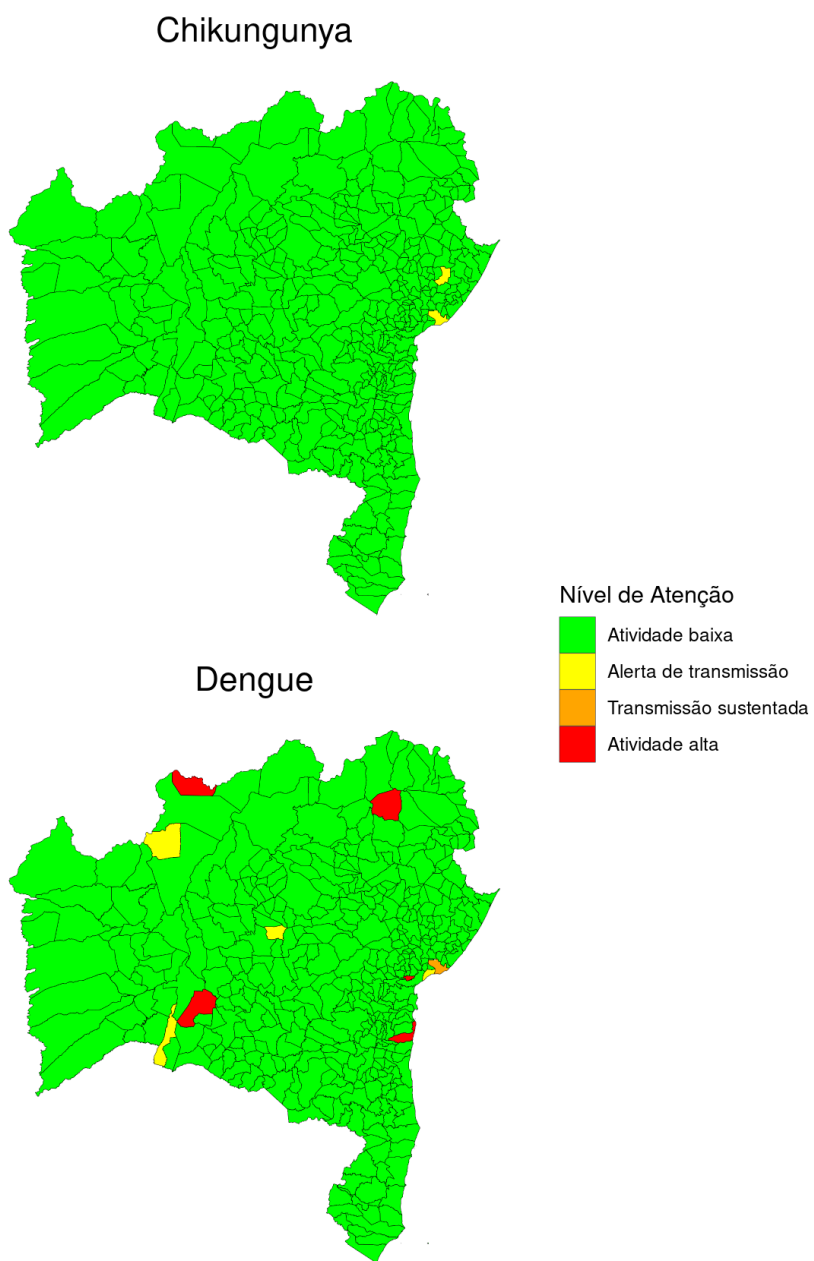 Chikungunya
Nível de Atenção
Atividade baixa
Alerta de transmissão
Transmissão sustentada
Atividade alta
Dengue